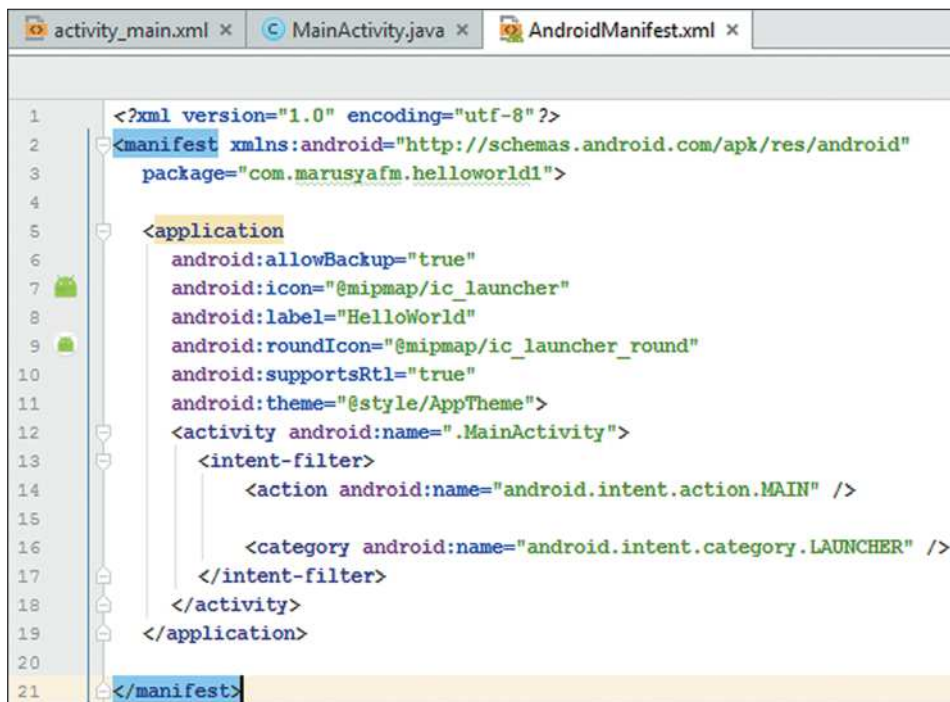 activity_main.xml × MainActivity.java × AndroidManifest.xml ×
1 <?xml version="1.0" encoding="utf-8"?>
2 <manifest xmlns:android="http://schemas.android.com/apk/res/android"
3 package="com.marusyafm.helloworld1">
4
5 <application
6 android:allowBackup="true"
7 android:icon="@mipmap/ic_launcher"
8 android:label="HelloWorld"
9 android:roundIcon="@mipmap/ic_launcher_round"
10 android:supportsRtl="true"
11 android:theme="@style/AppTheme">
12 <activity android:name=".MainActivity">
13 <intent-filter>
14 <action android:name="android.intent.action.MAIN" />
15
16 <category android:name="android.intent.category.LAUNCHER" />
17 </intent-filter>
18 </activity>
19 </application>
20
21 </manifest>